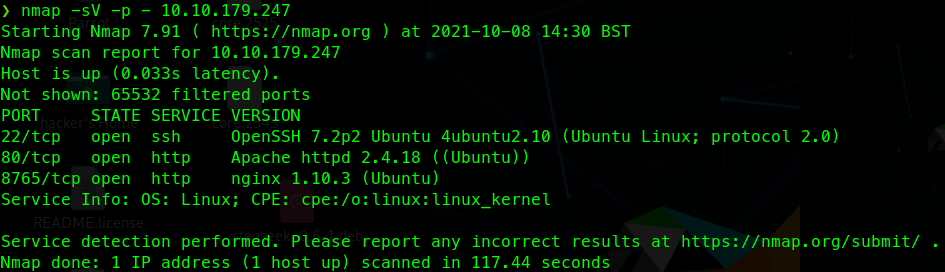 ❯ nmap -sV -p - 10.10.179.247
Starting Nmap 7.91 ( https://nmap.org ) at 2021-10-08 14:30 BST
Nmap scan report for 10.10.179.247
Host is up (0.033s latency).
Not shown: 65532 filtered ports
PORT     STATE SERVICE VERSION
22/tcp   open  ssh     OpenSSH 7.2p2 Ubuntu 4ubuntu2.10 (Ubuntu Linux; protocol 2.0)
80/tcp   open  http    Apache httpd 2.4.18 ((Ubuntu))
8765/tcp open  http    nginx 1.10.3 (Ubuntu)
Service Info: OS: Linux; CPE: cpe:/o:linux:linux_kernel
README.license
Service detection performed. Please report any incorrect results at https://nmap.org/submit/ .
Nmap done: 1 IP address (1 host up) scanned in 117.44 seconds